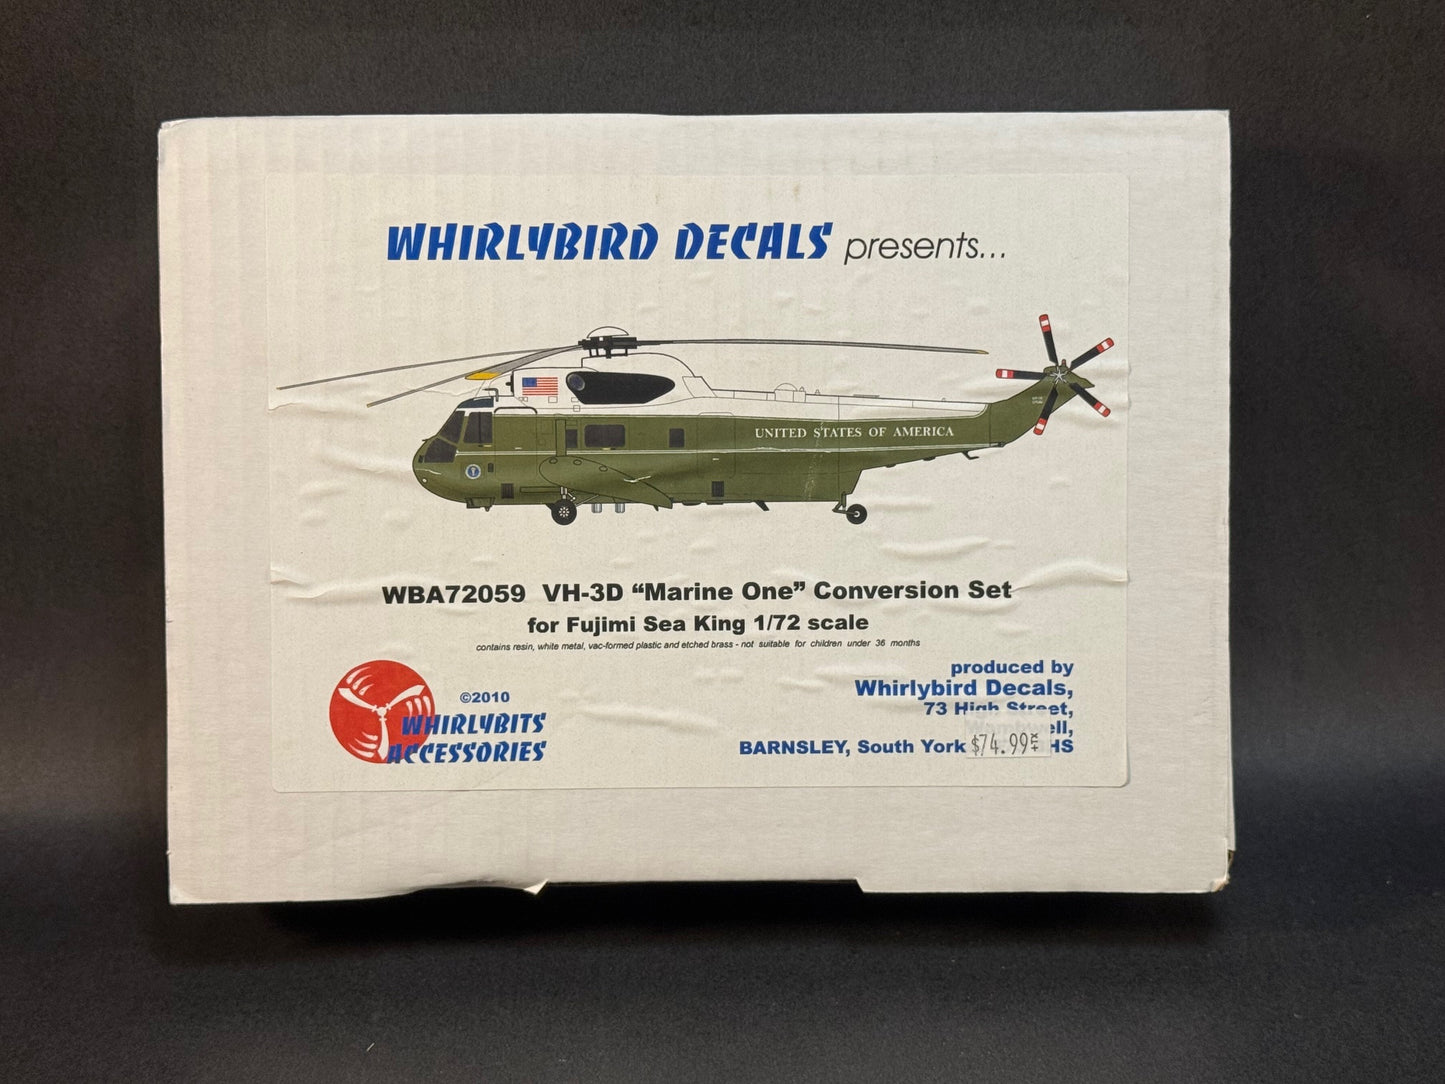 WHIRLYBIRD DECALS presents...
UNITED STATES OF AMERICA
WBA72059 VH-3D “Marine One” Conversion Set
for Fujimi Sea King 1/72 scale
contains resin, white metal, vac-formed plastic and etched brass - not suitable for children under 36 months
©2010
WHIRLYBITS
ACCESSORIES
produced by
Whirlybird Decals,
73 High Street,
BARNSLEY, South York
$74.99